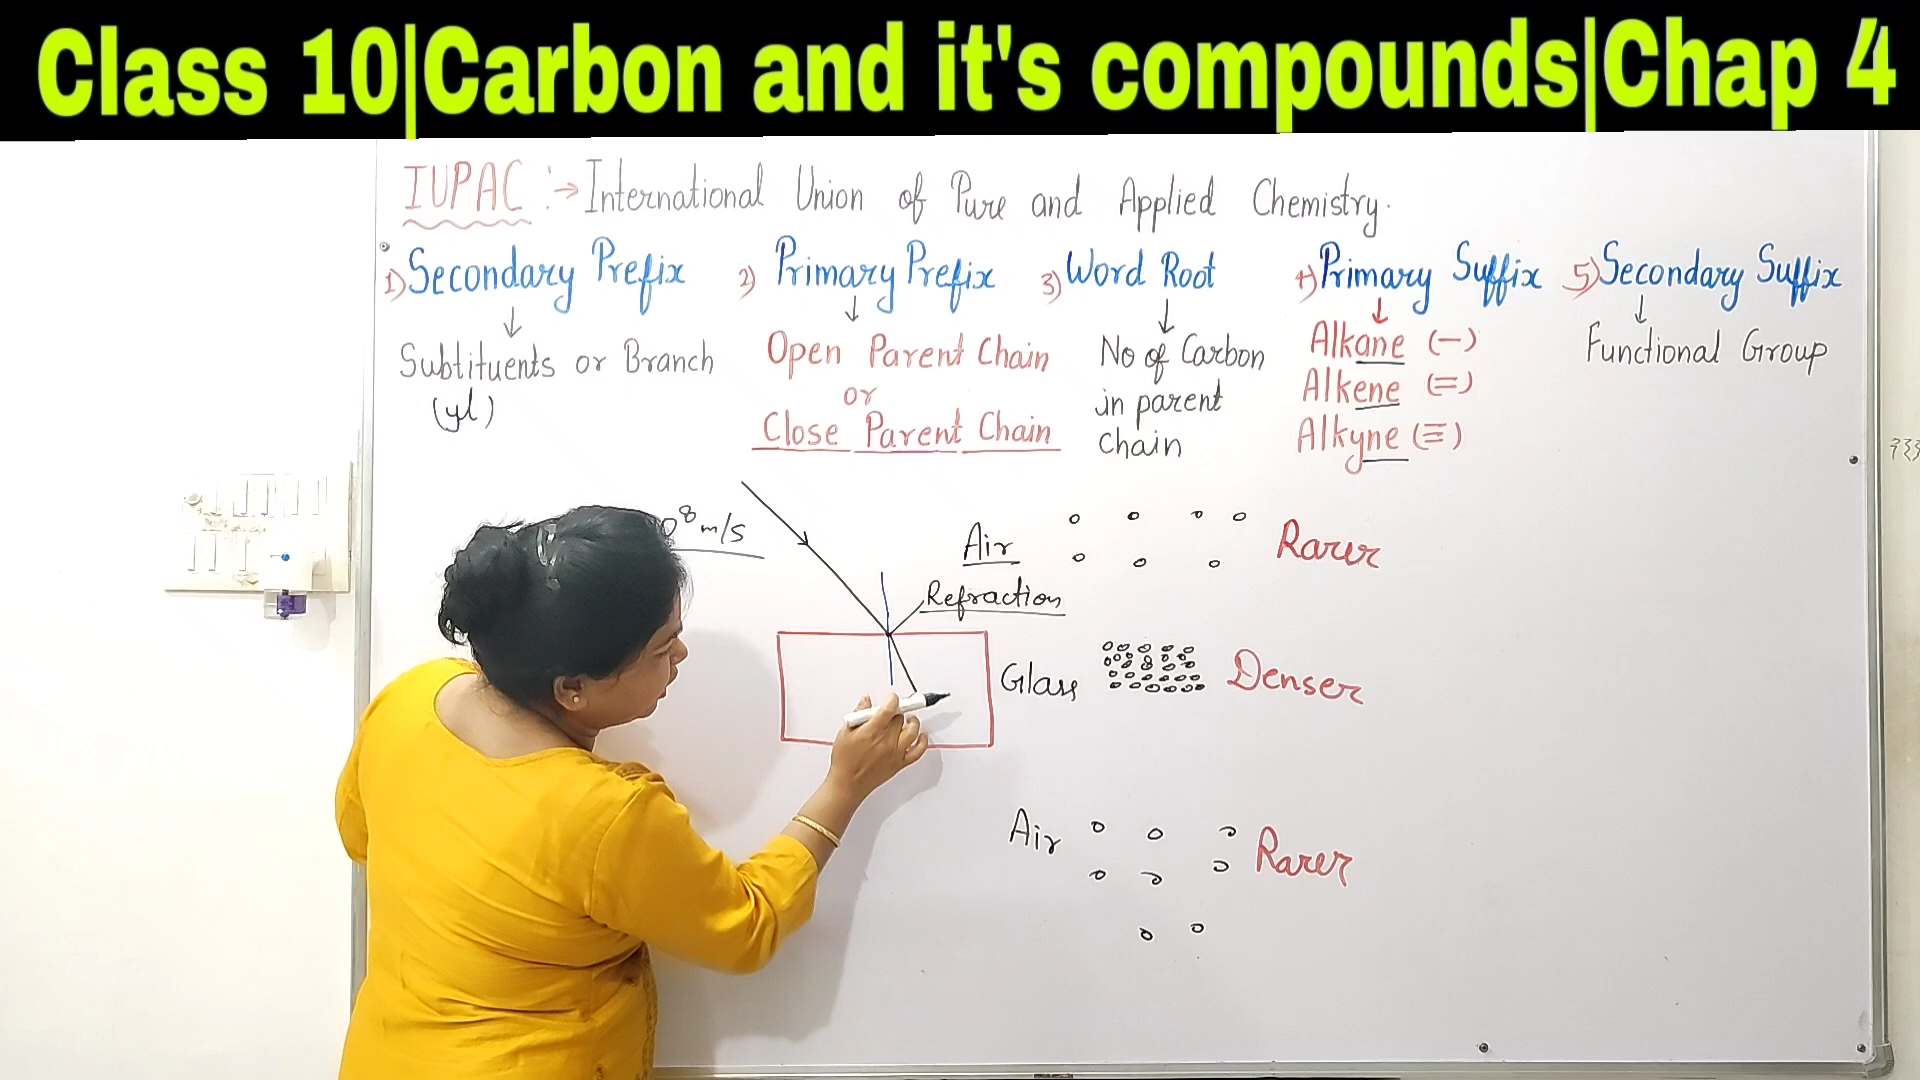 Class 10|Carbon and it's compounds|Chap 4
IUPAC :→ International Union of Pure and Applied Chemistry.
1) Secondary Prefix 2) Primary Prefix 3) Word Root 4) Primary Suffix 5) Secondary Suffix
Subtituents or Branch
(yl)
Open Parent Chain
or
Close Parent Chain
No of Carbon
in parent
chain
Alkane (−)
Alkene (=)
Alkyne (≡)
Functional Group
0⁸ m/s
Air Rarer
Refraction
Glass Denser
Air Rarer